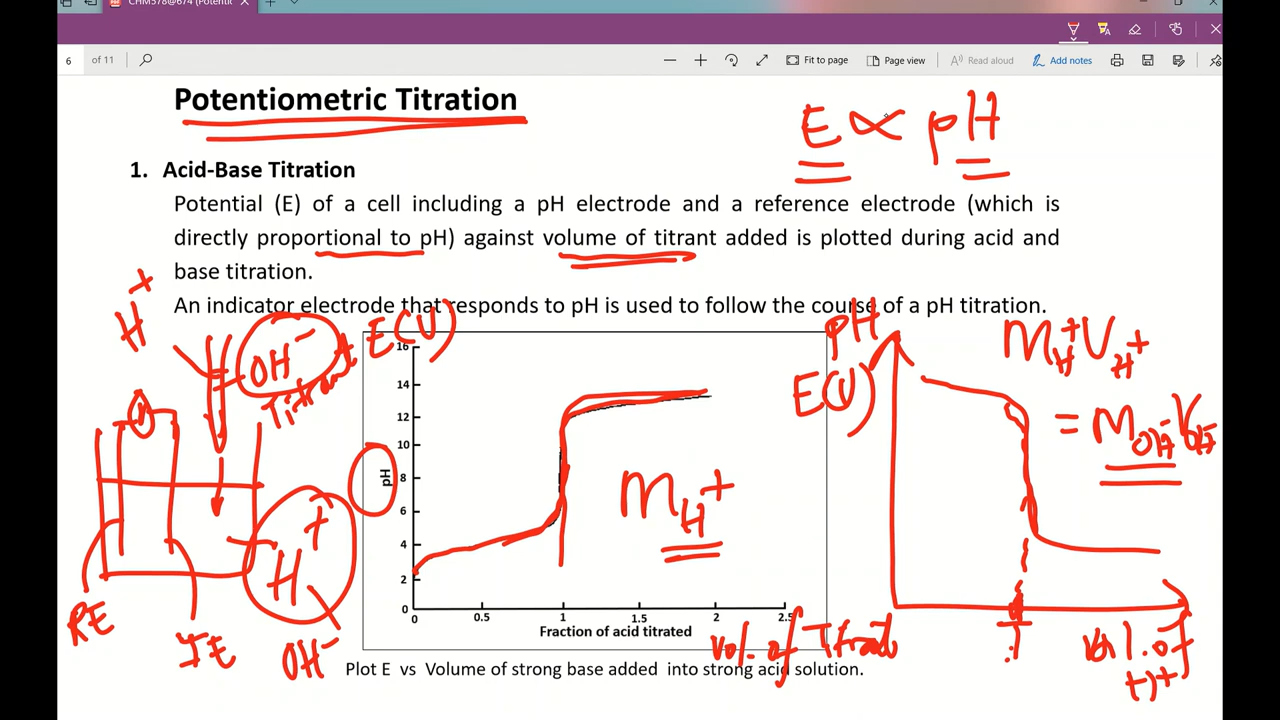 CHM578@674 (Potenti
6 of 11
Fit to page
Page view
Read aloud
Add notes
Potentiometric Titration
E ∝ pH
1. Acid-Base Titration
Potential (E) of a cell including a pH electrode and a reference electrode (which is
directly proportional to pH) against volume of titrant added is plotted during acid and
base titration.
An indicator electrode that responds to pH is used to follow the course of a pH titration.
H+
OH-
Titrant
RE
IE
H+
OH-
E(V)
pH
16
14
12
10
8
6
4
2
0
0 0.5 1 1.5 2 2.5
Fraction of acid titrated
MH+
vol. of Titrant
Plot E vs Volume of strong base added into strong acid solution.
pH
E(V)
MH+VH+
= MOH-VOH-